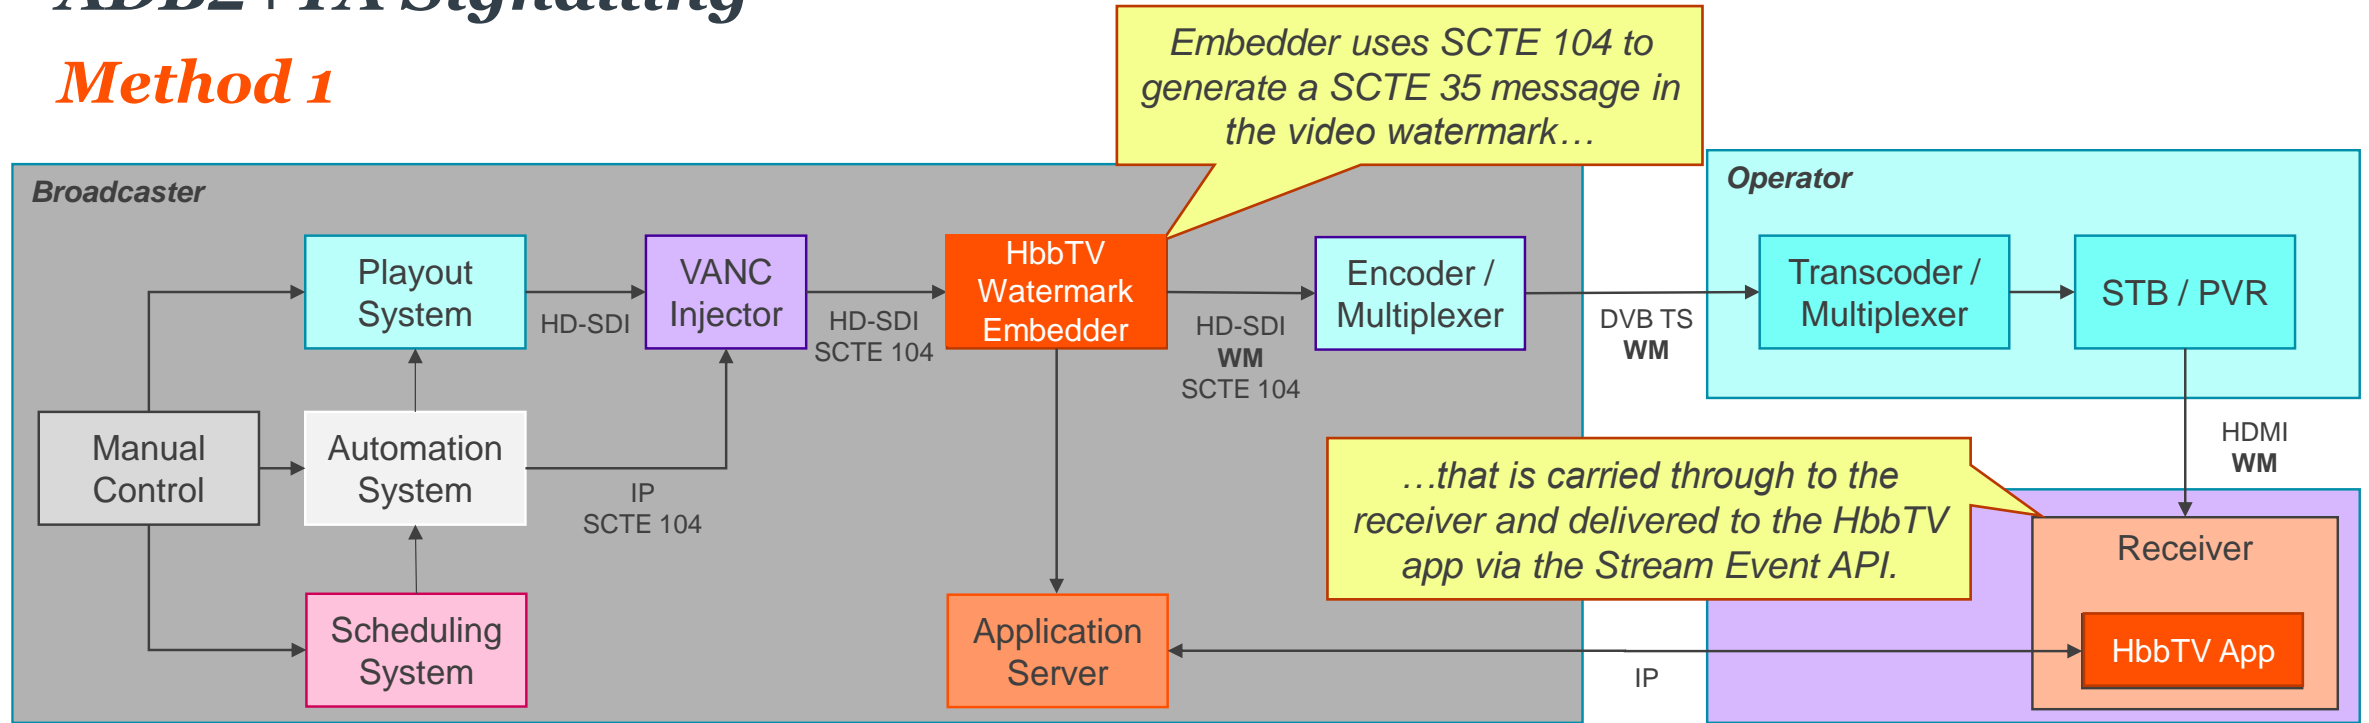 ADB2+TA Signalling
Method 1
Embedder uses SCTE 104 to
generate a SCTE 35 message in
the video watermark…
Broadcaster
Operator
Playout
System
HD-SDI
VANC
Injector
HD-SDI
SCTE 104
HbbTV
Watermark
Embedder
HD-SDI
WM
SCTE 104
Encoder /
Multiplexer
DVB TS
WM
Transcoder /
Multiplexer
STB / PVR
HDMI
WM
Manual
Control
Automation
System
IP
SCTE 104
…that is carried through to the
receiver and delivered to the HbbTV
app via the Stream Event API.
Receiver
Scheduling
System
Application
Server
IP
HbbTV App